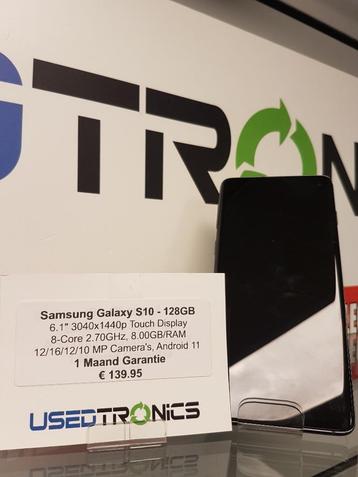 USEDTRONICS
Samsung Galaxy S10 - 128GB
6.1" 3040x1440p Touch Display
8-Core 2.70GHz, 8.00GB/RAM
12/16/12/10 MP Camera's, Android 11
1 Maand Garantie
€ 139.95
USEDTRONICS